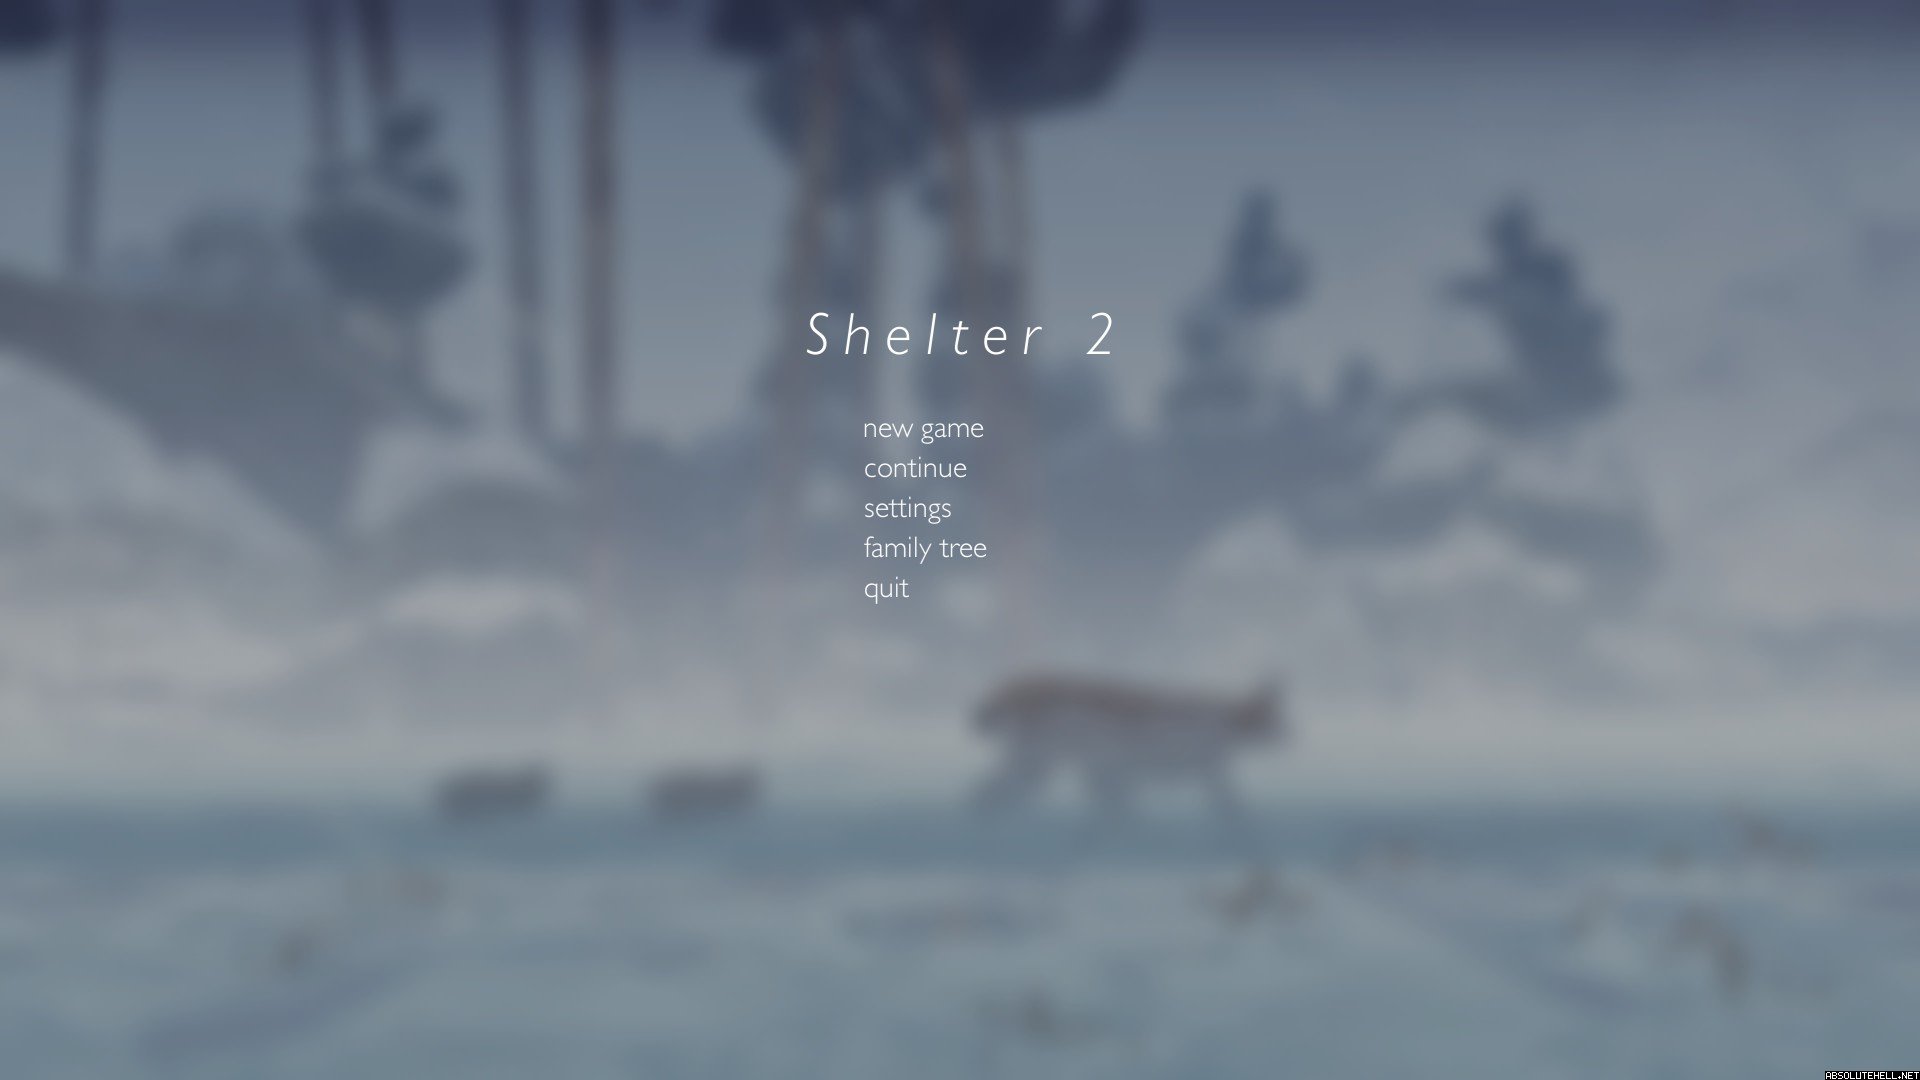 Shelter 2
new game
continue
settings
family tree
quit
ABSOLUTEHELL.NET